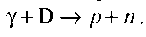 γ + D → p + n .